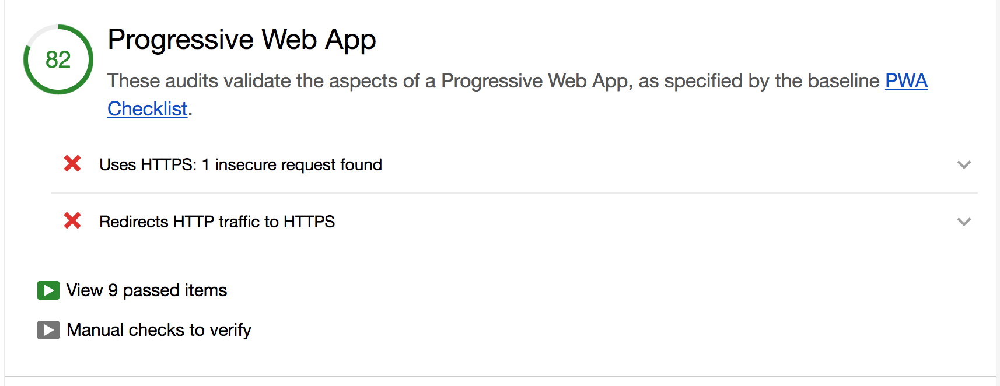 82
Progressive Web App
These audits validate the aspects of a Progressive Web App, as specified by the baseline PWA
Checklist.
Uses HTTPS: 1 insecure request found
Redirects HTTP traffic to HTTPS
View 9 passed items
Manual checks to verify